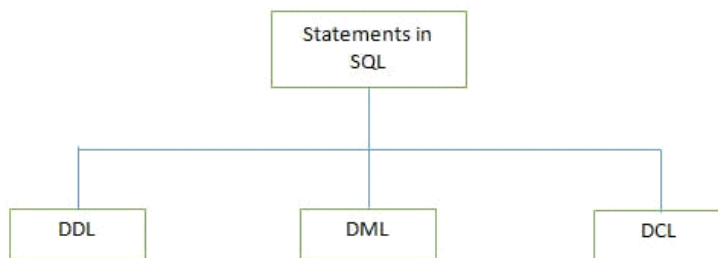 Statements in
SQL
DDL
DML
DCL